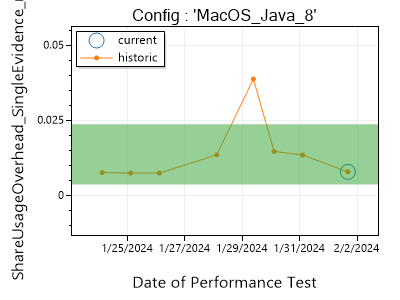 Config : 'MacOS_Java_8'
ShareUsageOverhead_SingleEvidence_
0.05
0.025
0
current
historic
1/25/2024 1/27/2024 1/29/2024 1/31/2024 2/2/2024
Date of Performance Test